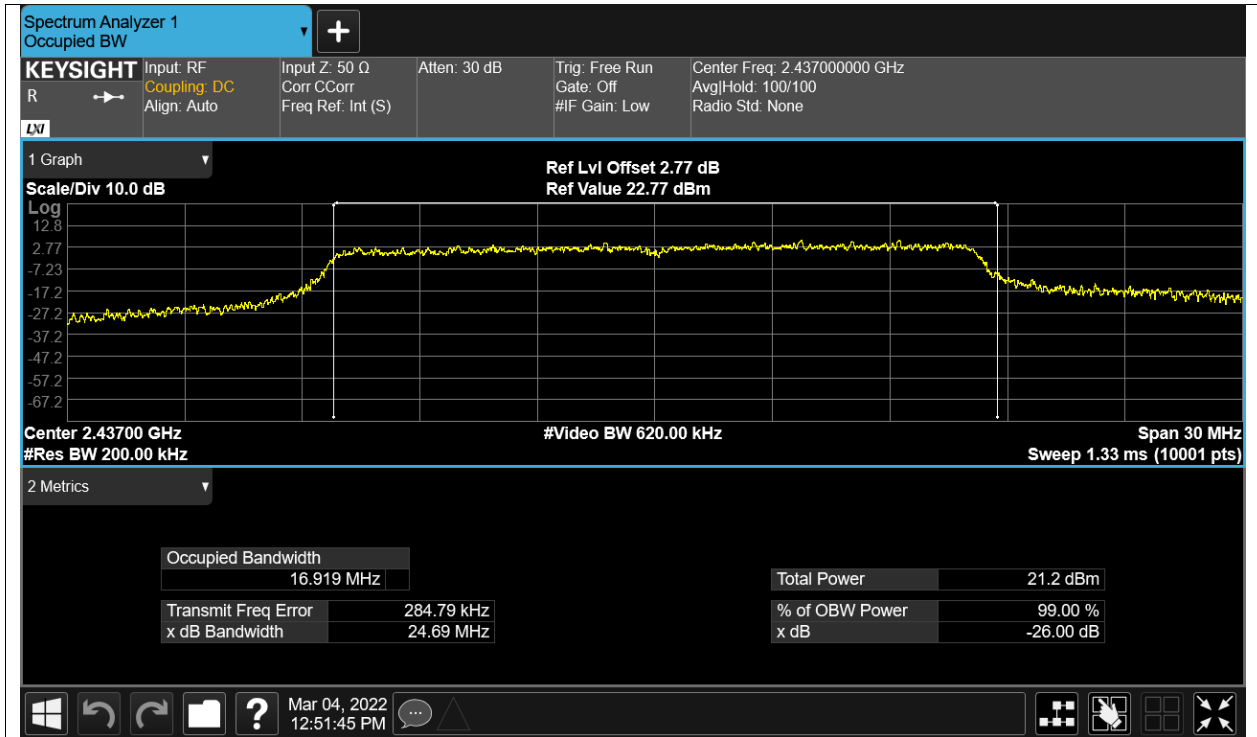 Spectrum Analyzer 1
Occupied BW
+
KEYSIGHT
R
LXI
Input: RF
Coupling: DC
Align: Auto
Input Z: 50 Ω
Corr CCorr
Freq Ref: Int (S)
Atten: 30 dB
Trig: Free Run
Gate: Off
#IF Gain: Low
Center Freq: 2.437000000 GHz
Avg|Hold: 100/100
Radio Std: None
1 Graph
Scale/Div 10.0 dB
Ref Lvl Offset 2.77 dB
Ref Value 22.77 dBm
Log
12.8
2.77
-7.23
-17.2
-27.2
-37.2
-47.2
-57.2
-67.2
Center 2.43700 GHz
#Res BW 200.00 kHz
#Video BW 620.00 kHz
Span 30 MHz
Sweep 1.33 ms (10001 pts)
2 Metrics
Occupied Bandwidth
16.919 MHz
Transmit Freq Error 284.79 kHz
x dB Bandwidth 24.69 MHz
Total Power 21.2 dBm
% of OBW Power 99.00 %
x dB -26.00 dB
?
Mar 04, 2022
12:51:45 PM